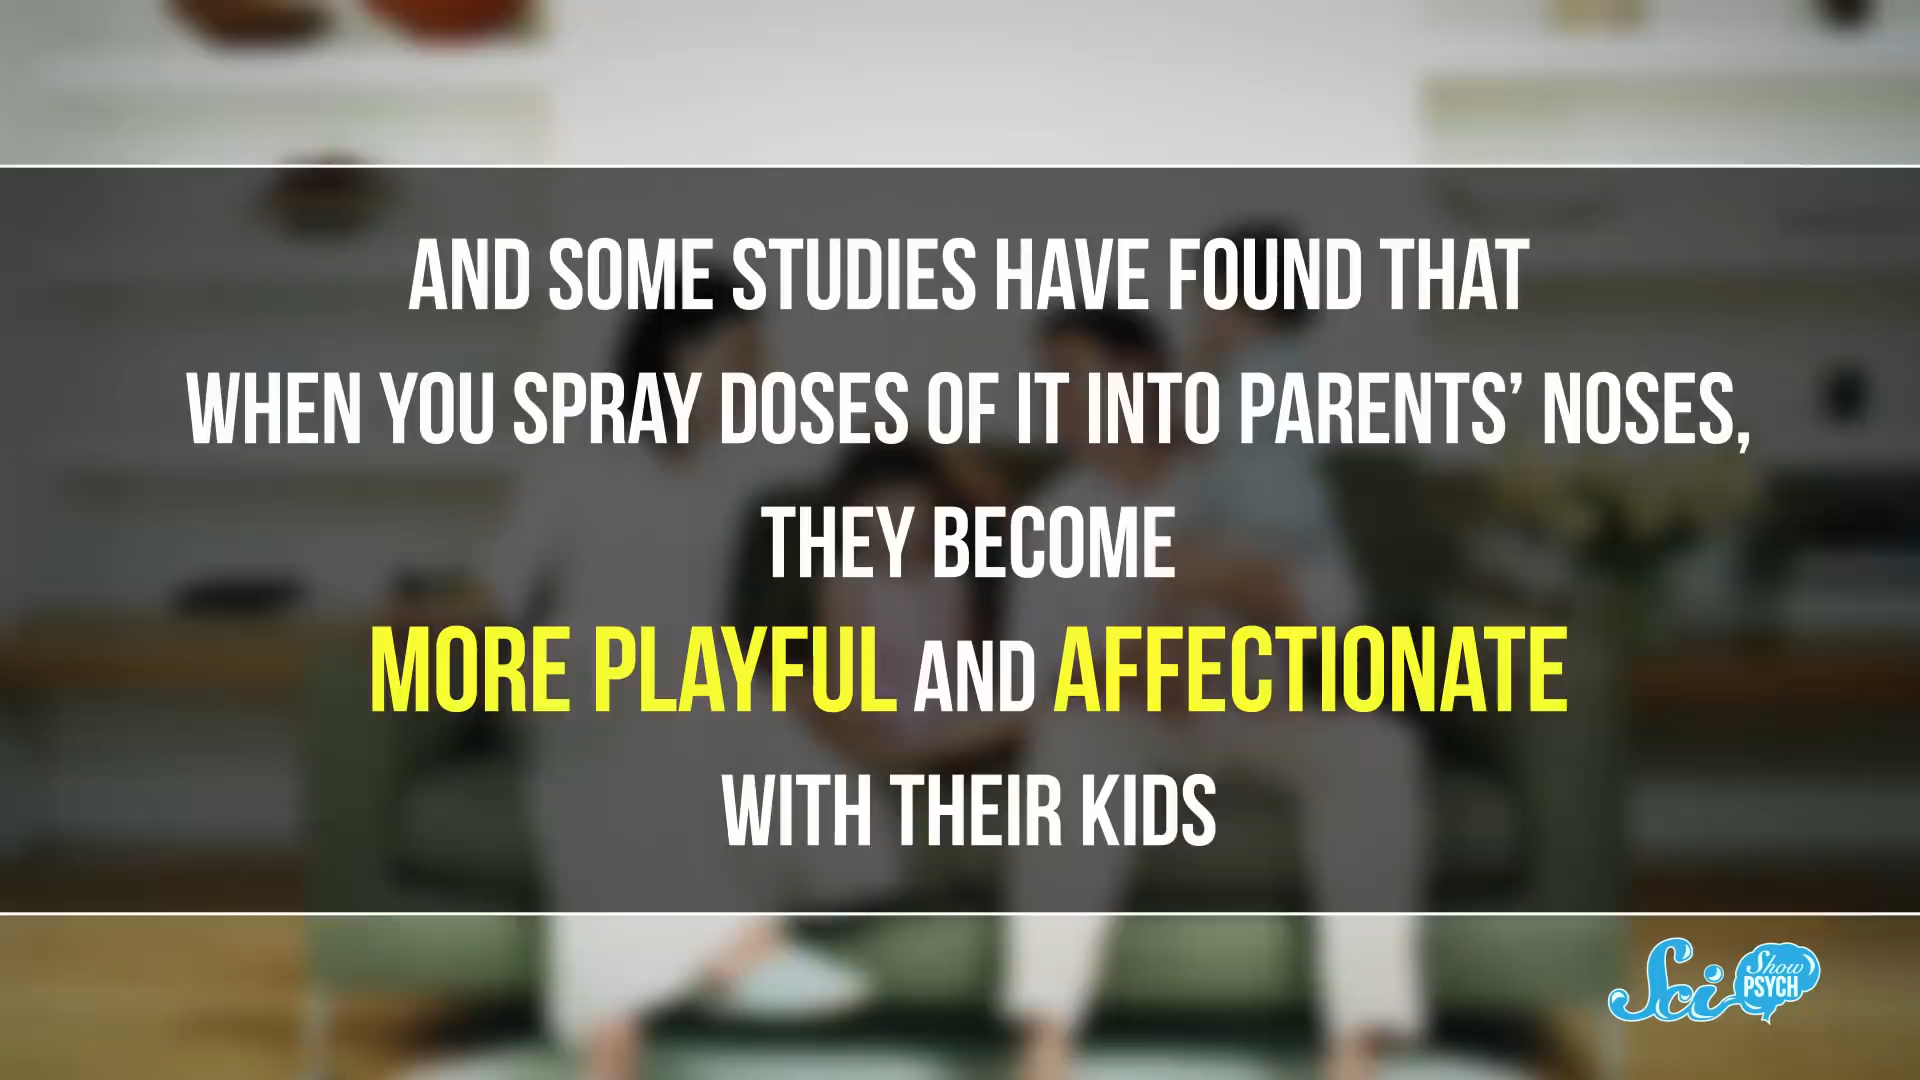 AND SOME STUDIES HAVE FOUND THAT
WHEN YOU SPRAY DOSES OF IT INTO PARENTS’ NOSES,
THEY BECOME
MORE PLAYFUL AND AFFECTIONATE
WITH THEIR KIDS
Sci Show
PSYCH